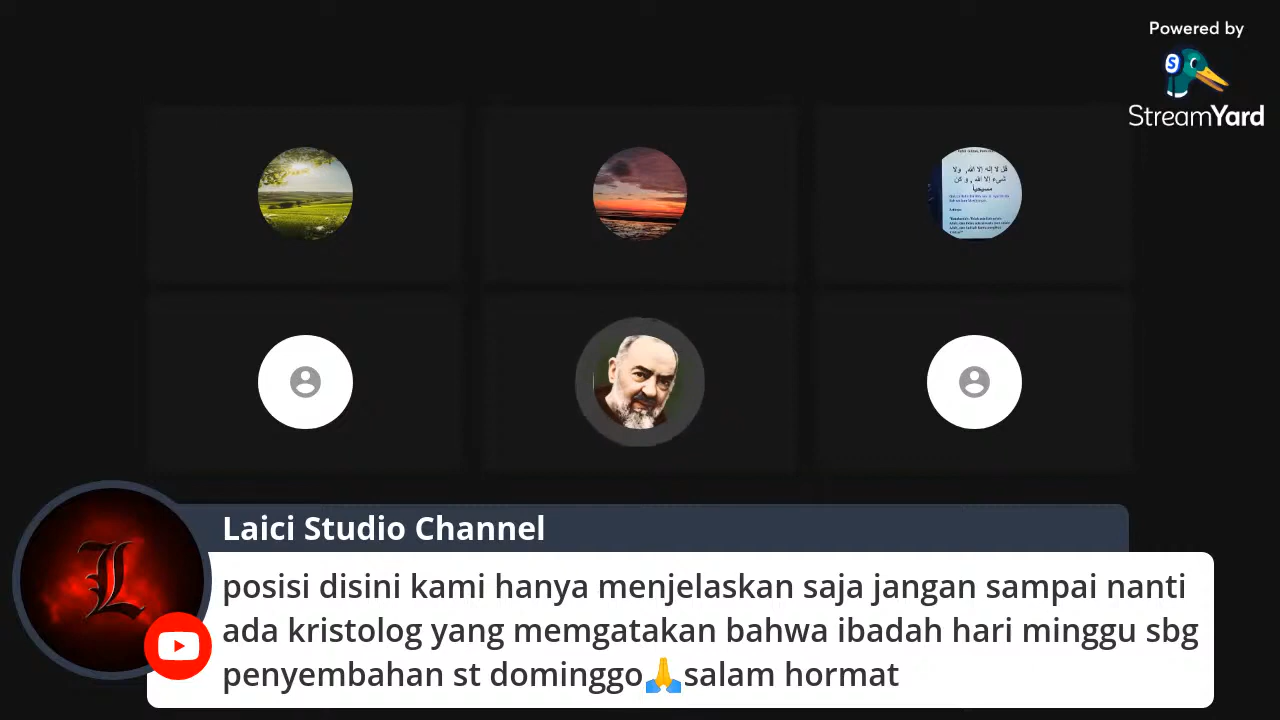 Powered by
S
StreamYard
Laici Studio Channel
posisi disini kami hanya menjelaskan saja jangan sampai nanti
ada kristolog yang memgatakan bahwa ibadah hari minggu sbg
penyembahan st dominggo🙏salam hormat
L